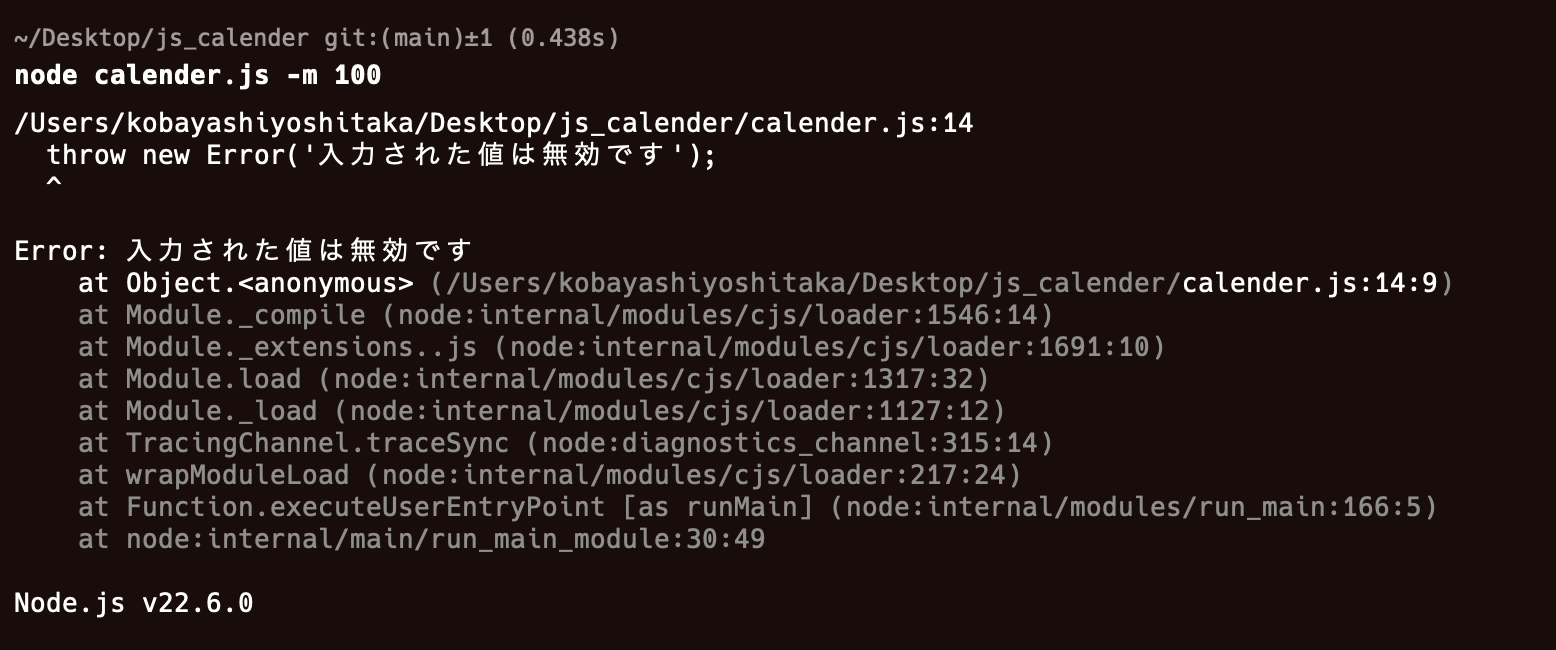 ~/Desktop/js_calender git:(main)±1 (0.438s)
node calender.js -m 100
/Users/kobayashiyoshitaka/Desktop/js_calender/calender.js:14
  throw new Error('入力された値は無効です');
  ^
Error: 入力された値は無効です
    at Object.<anonymous> (/Users/kobayashiyoshitaka/Desktop/js_calender/calender.js:14:9)
    at Module._compile (node:internal/modules/cjs/loader:1546:14)
    at Module._extensions..js (node:internal/modules/cjs/loader:1691:10)
    at Module.load (node:internal/modules/cjs/loader:1317:32)
    at Module._load (node:internal/modules/cjs/loader:1127:12)
    at TracingChannel.traceSync (node:diagnostics_channel:315:14)
    at wrapModuleLoad (node:internal/modules/cjs/loader:217:24)
    at Function.executeUserEntryPoint [as runMain] (node:internal/modules/run_main:166:5)
    at node:internal/main/run_main_module:30:49
Node.js v22.6.0